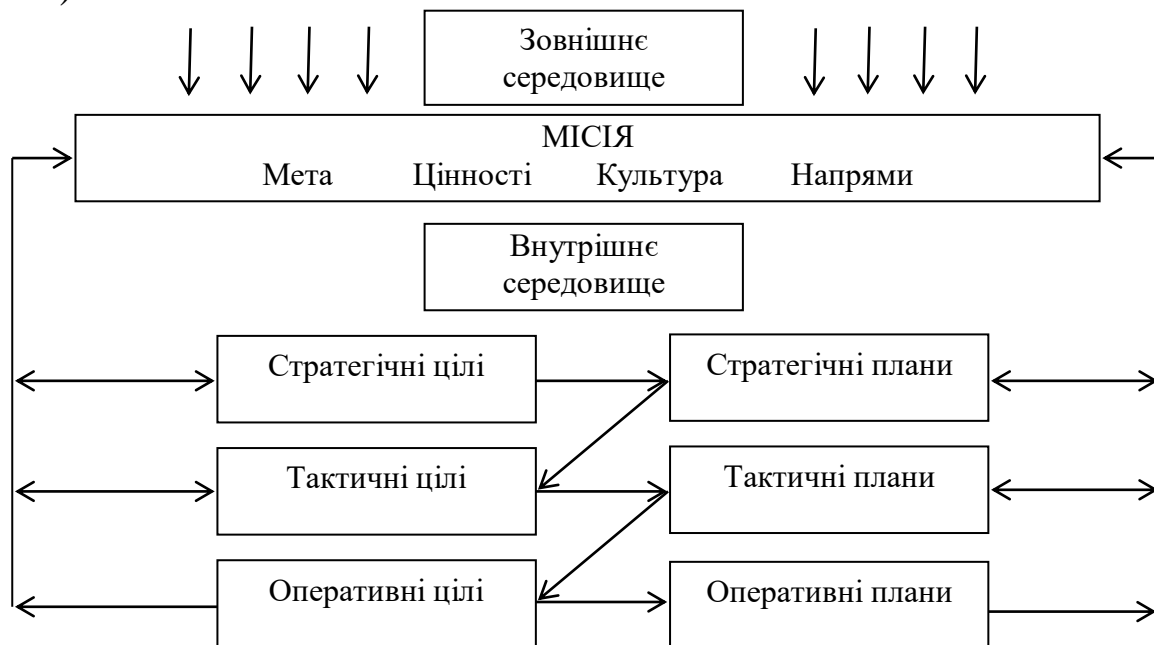 )
Зовнішнє
середовище
МІСІЯ
Мета Цінності Культура Напрями
Внутрішнє
середовище
Стратегічні цілі Стратегічні плани
Тактичні цілі Тактичні плани
Оперативні цілі Оперативні плани